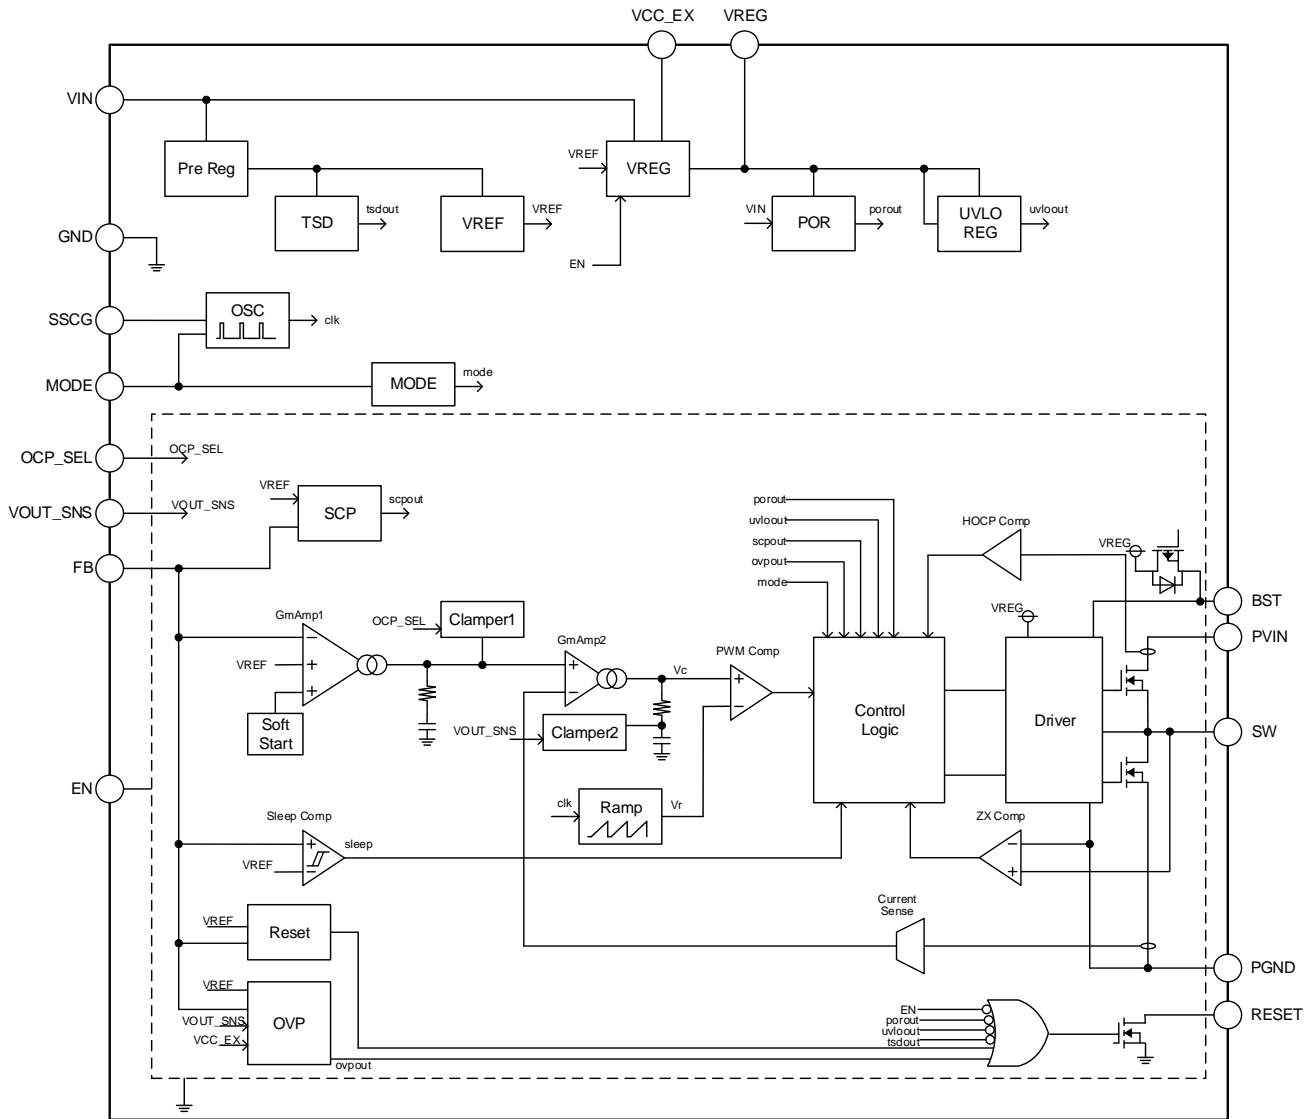 VCC_EX VREG
VIN
Pre Reg
VREF
VREG
TSD
tsdout
VREF
VREF
VIN
POR
porout
UVLO
REG
uvloout
GND
EN
SSCG
OSC
clk
MODE
MODE
mode
OCP_SEL
OCP_SEL
VOUT_SNS
VOUT_SNS
VREF
SCP
scpout
FB
porout
uvloout
scpout
ovpout
mode
HOCP Comp
VREG
BST
GmAmp1
OCP_SEL
Clamper1
GmAmp2
VREG
PVIN
VREF
Vc
PWM Comp
Soft
Start
VOUT_SNS
Clamper2
Control
Logic
Driver
SW
EN
clk
Ramp
Vr
Sleep Comp
sleep
VREF
ZX Comp
Current
Sense
VREF
Reset
PGND
VREF
OVP
VOUT_SNS
VCC_EX
ovpout
EN
porout
uvloout
tsdout
RESET